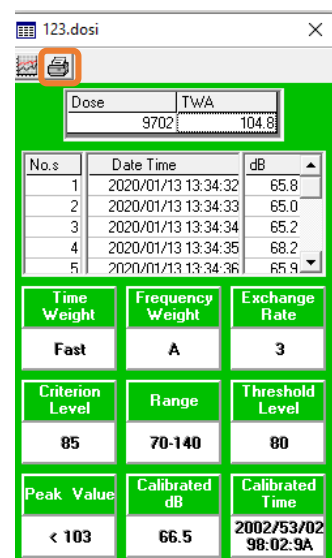 123.dosi
Dose TWA
9702 104.8
No.s Date Time dB
1 2020/01/13 13:34:32 65.8
2 2020/01/13 13:34:33 65.0
3 2020/01/13 13:34:34 65.2
4 2020/01/13 13:34:35 68.2
5 2020/01/13 13:34:36 65.9
Time Frequency Exchange
Weight Weight Rate
Fast A 3
Criterion Range Threshold
Level Level
85 70-140 80
Peak Value Calibrated Calibrated
dB Time
< 103 66.5 2002/53/02
98:02:9A